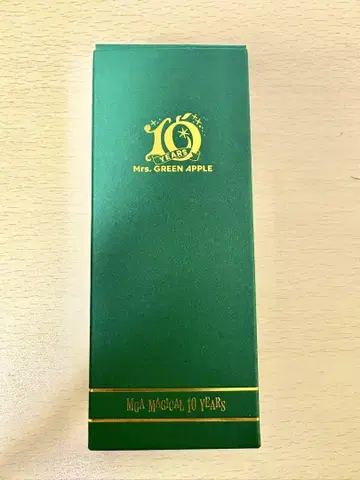 10
YEARS
Mrs. GREEN APPLE
MGA MAGICAL 10 YEARS